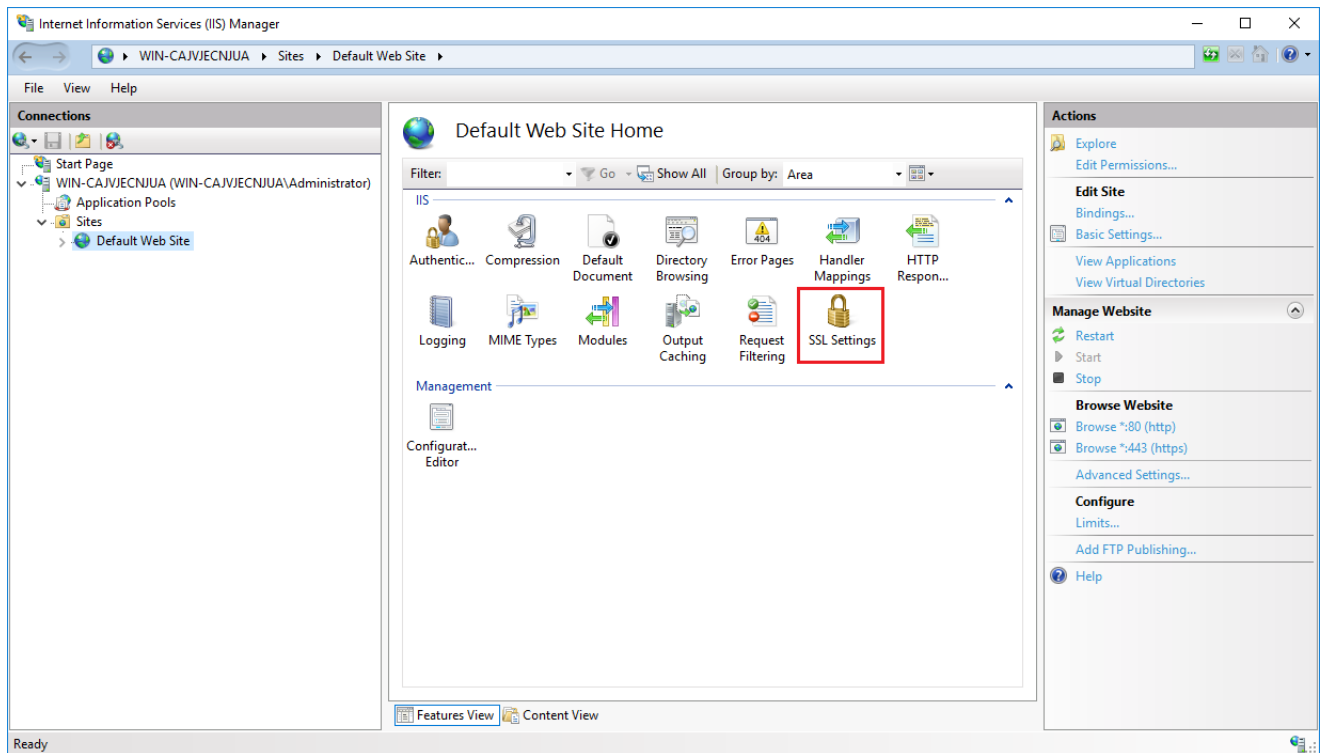 Internet Information Services (IIS) Manager
WIN-CAJVJECNJUA Sites Default Web Site
File View Help
Connections
Start Page
WIN-CAJVJECNJUA (WIN-CAJVJECNJUA\Administrator)
Application Pools
Sites
Default Web Site
Default Web Site Home
Filter: Go Show All Group by: Area
IIS
Authentic... Compression Default Document Directory Browsing Error Pages Handler Mappings HTTP Respon...
404
Logging MIME Types Modules Output Caching Request Filtering SSL Settings
Management
Configurat... Editor
Features View Content View
Actions
Explore
Edit Permissions...
Edit Site
Bindings...
Basic Settings...
View Applications
View Virtual Directories
Manage Website
Restart
Start
Stop
Browse Website
Browse *:80 (http)
Browse *:443 (https)
Advanced Settings...
Configure
Limits...
Add FTP Publishing...
Help
Ready